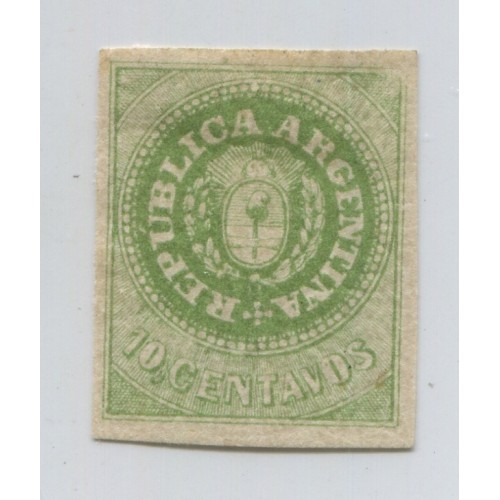 REPUBLICA ARGENTINA
10, CENTAVOS